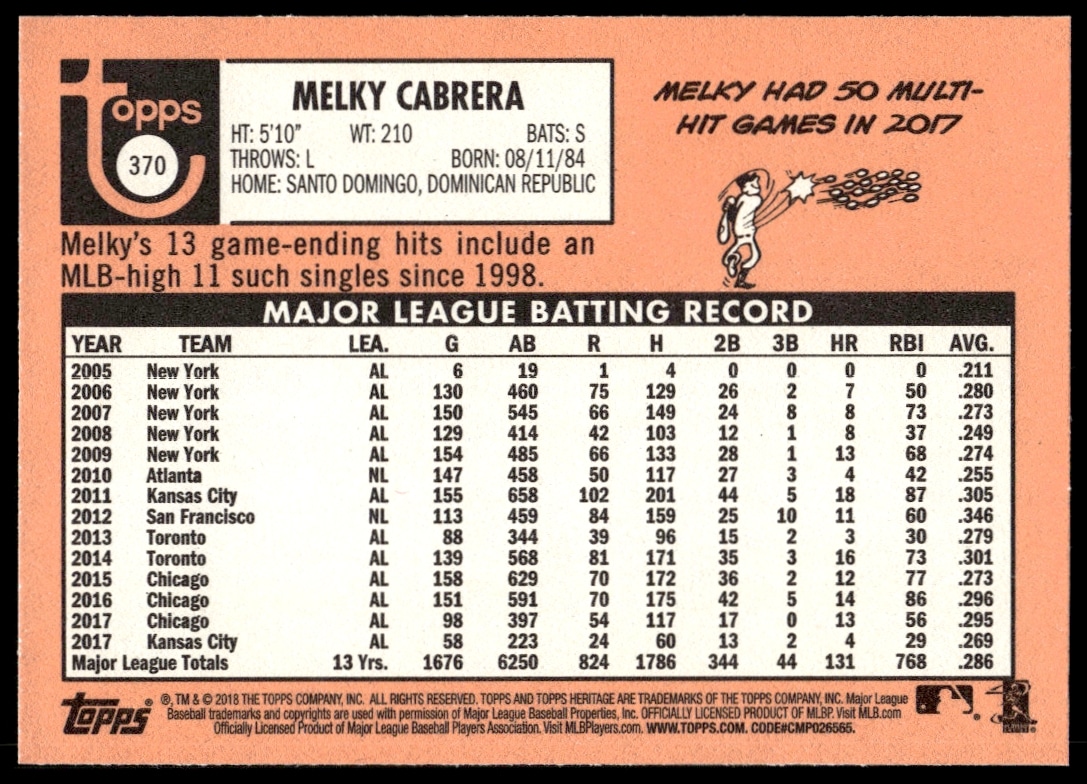 topps
370
MELKY CABRERA
HT: 5'10" WT: 210 BATS: S
THROWS: L BORN: 08/11/84
HOME: SANTO DOMINGO, DOMINICAN REPUBLIC
MELKY HAD 50 MULTI-
HIT GAMES IN 2017
Melky's 13 game-ending hits include an
MLB-high 11 such singles since 1998.
MAJOR LEAGUE BATTING RECORD
YEAR TEAM LEA. G AB R H 2B 3B HR RBI AVG.
2005 New York AL 6 19 1 4 0 0 0 0 .211
2006 New York AL 130 460 75 129 26 2 7 50 .280
2007 New York AL 150 545 66 149 24 8 8 73 .273
2008 New York AL 129 414 42 103 12 1 8 37 .249
2009 New York AL 154 485 66 133 28 1 13 68 .274
2010 Atlanta NL 147 458 50 117 27 3 4 42 .255
2011 Kansas City AL 155 658 102 201 44 5 18 87 .305
2012 San Francisco NL 113 459 84 159 25 10 11 60 .346
2013 Toronto AL 88 344 39 96 15 2 3 30 .279
2014 Toronto AL 139 568 81 171 35 3 16 73 .301
2015 Chicago AL 158 629 70 172 36 2 12 77 .273
2016 Chicago AL 151 591 70 175 42 5 14 86 .296
2017 Chicago AL 98 397 54 117 17 0 13 56 .295
2017 Kansas City AL 58 223 24 60 13 2 4 29 .269
Major League Totals 13 Yrs. 1676 6250 824 1786 344 44 131 768 .286
topps ®, TM & © 2018 THE TOPPS COMPANY, INC. ALL RIGHTS RESERVED. TOPPS AND TOPPS HERITAGE ARE TRADEMARKS OF THE TOPPS COMPANY, INC. Major League
Baseball trademarks and copyrights are used with permission of Major League Baseball Properties, Inc. OFFICIALLY LICENSED PRODUCT OF MLBP. Visit MLB.com
Officially Licensed Product of Major League Baseball Players Association. Visit MLBPlayers.com. WWW.TOPPS.COM. CODE#CMP026565.